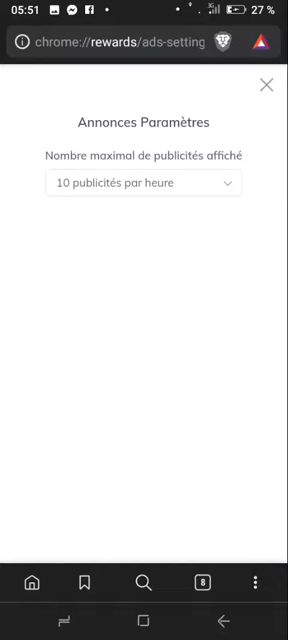 05:51
3G
27 %
chrome://rewards/ads-setting
Annonces Paramètres
Nombre maximal de publicités affiché
10 publicités par heure
8